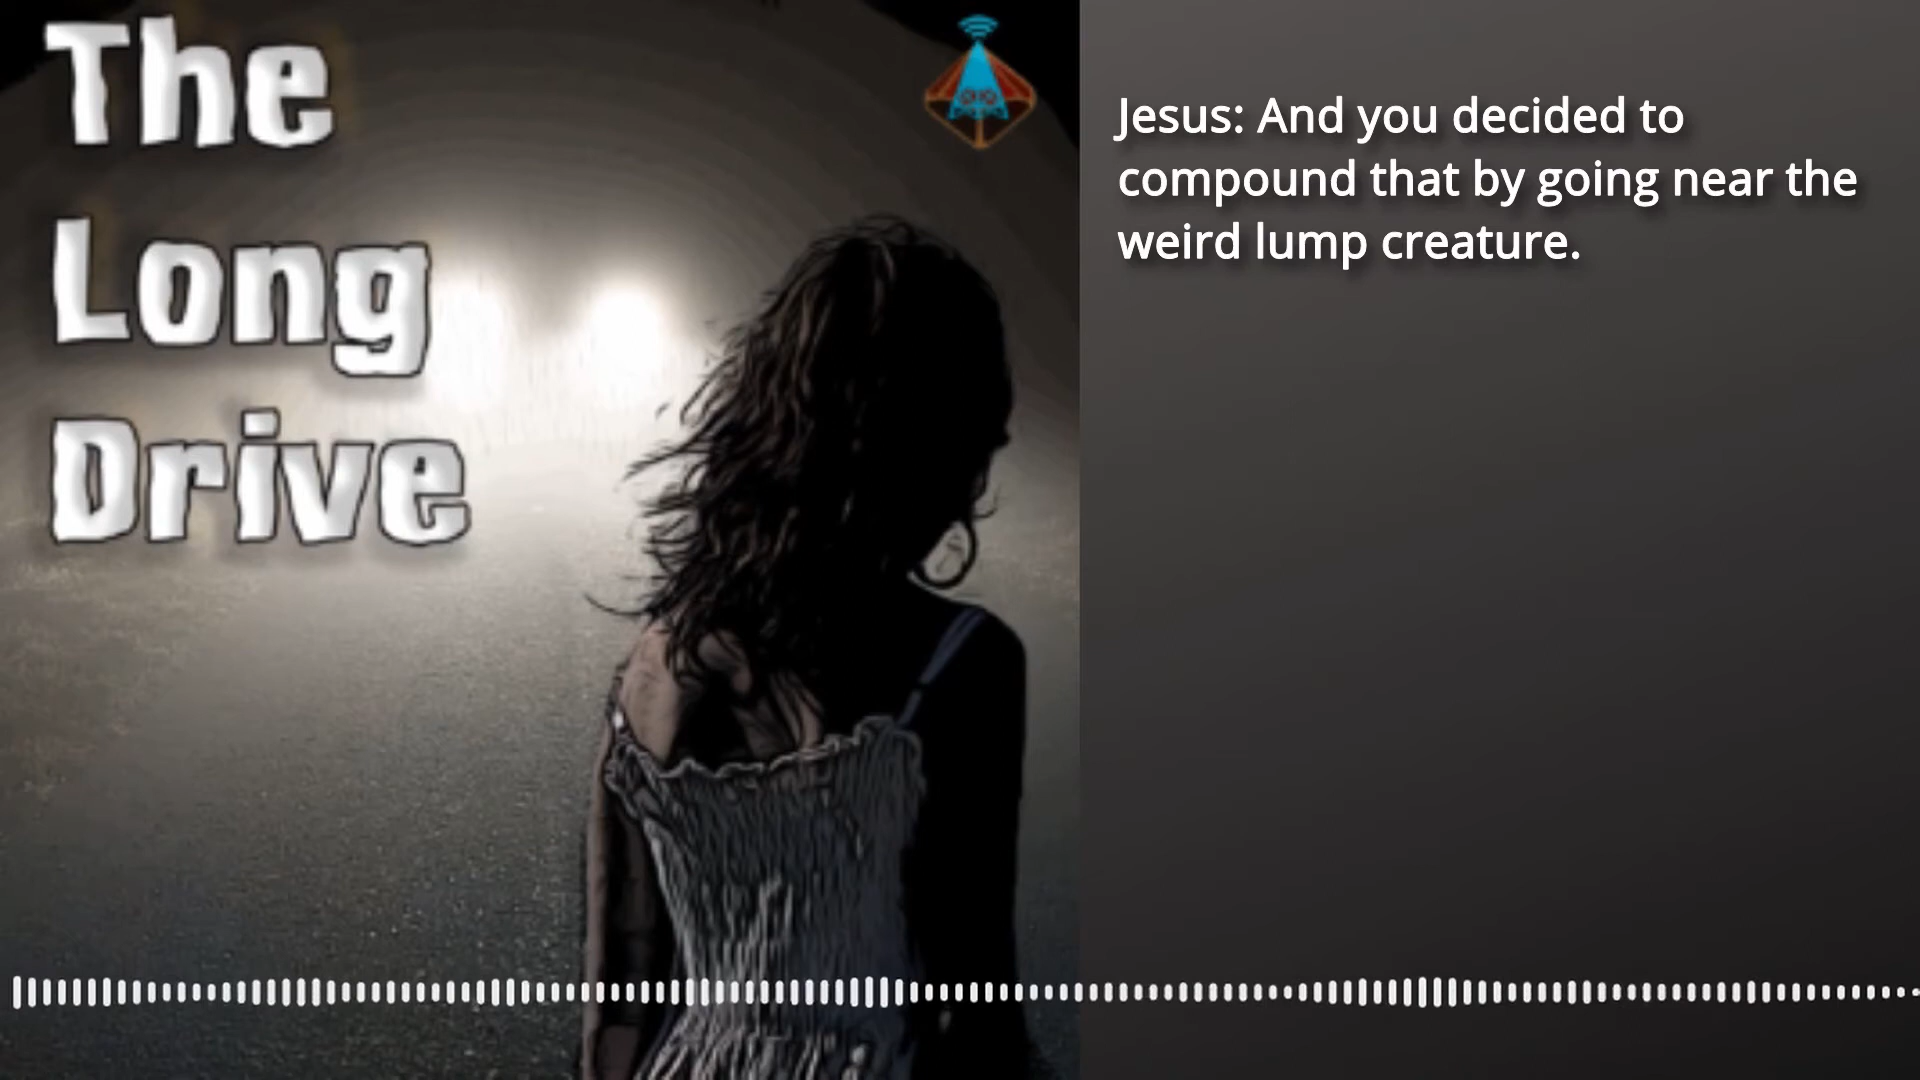 The
Long
Drive
Jesus: And you decided to
compound that by going near the
weird lump creature.